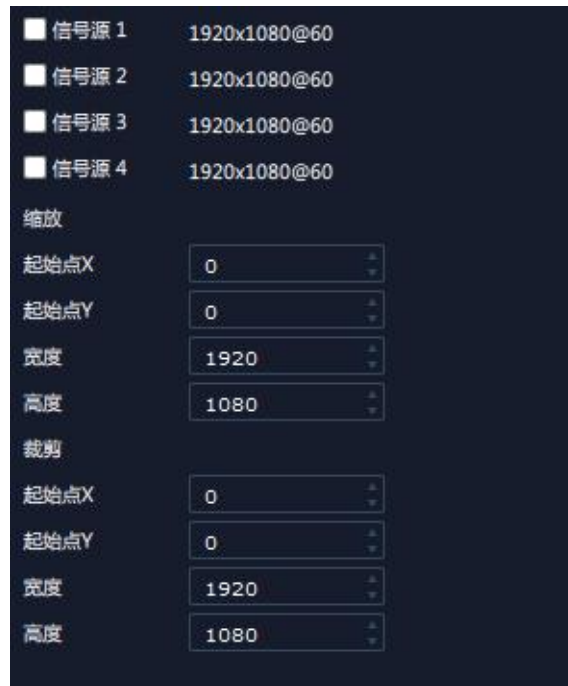 信号源 1 1920x1080@60
信号源 2 1920x1080@60
信号源 3 1920x1080@60
信号源 4 1920x1080@60
缩放
起始点X 0
起始点Y 0
宽度 1920
高度 1080
裁剪
起始点X 0
起始点Y 0
宽度 1920
高度 1080